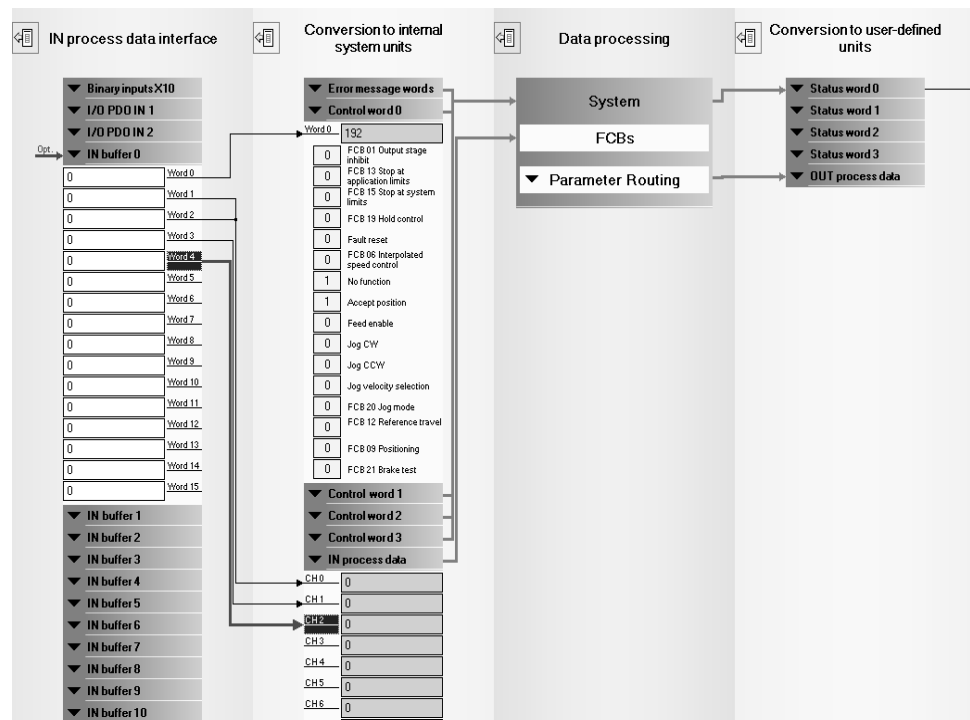 IN process data interface
Conversion to internal
system units
Data processing
Conversion to user-defined
units
Binary inputs X10
I/O PDO IN 1
I/O PDO IN 2
Opt.
IN buffer 0
0 Word 0
0 Word 1
0 Word 2
0 Word 3
0 Word 4
0 Word 5
0 Word 6
0 Word 7
0 Word 8
0 Word 9
0 Word 10
0 Word 11
0 Word 12
0 Word 13
0 Word 14
0 Word 15
IN buffer 1
IN buffer 2
IN buffer 3
IN buffer 4
IN buffer 5
IN buffer 6
IN buffer 7
IN buffer 8
IN buffer 9
IN buffer 10
Error message words
Control word 0
Word 0 192
0 FCB 01 Output stage
inhibit
0 FCB 13 Stop at
application limits
0 FCB 15 Stop at system
limits
0 FCB 19 Hold control
0 Fault reset
0 FCB 06 Interpolated
speed control
1 No function
1 Accept position
0 Feed enable
0 Jog CW
0 Jog CCW
0 Jog velocity selection
0 FCB 20 Jog mode
0 FCB 12 Reference travel
0 FCB 09 Positioning
0 FCB 21 Brake test
Control word 1
Control word 2
Control word 3
IN process data
CH 0 0
CH 1 0
CH 2 0
CH 3 0
CH 4 0
CH 5 0
CH 6 0
System
FCBs
Parameter Routing
Status word 0
Status word 1
Status word 2
Status word 3
OUT process data